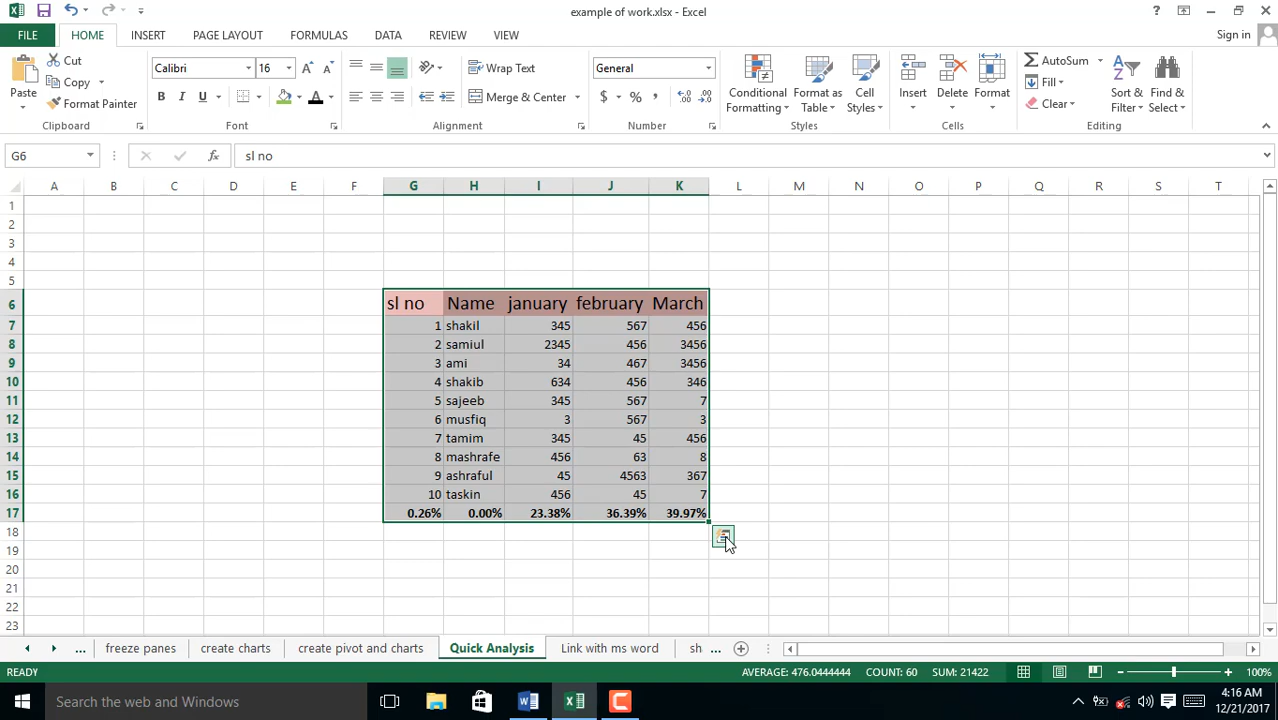 example of work.xlsx - Excel
?
FILE HOME INSERT PAGE LAYOUT FORMULAS DATA REVIEW VIEW Sign in
Paste Cut Copy Format Painter
Clipboard
Calibri 16
B I U A
Font
Wrap Text
Merge & Center
Alignment
General
$ % ,
Number
Conditional Formatting Format as Table Cell Styles
Styles
Insert Delete Format
Cells
AutoSum Fill Clear Sort & Filter Find & Select
Editing
G6 fx sl no
A B C D E F G H I J K L M N O P Q R S T
1
2
3
4
5
6 sl no Name january february March
7 1 shakil 345 567 456
8 2 samiul 2345 456 3456
9 3 ami 34 467 3456
10 4 shakib 634 456 346
11 5 sajeeb 345 567 7
12 6 musfiq 3 567 3
13 7 tamim 345 45 456
14 8 mashrafe 456 63 8
15 9 ashraful 45 4563 367
16 10 taskin 456 45 7
17 0.26% 0.00% 23.38% 36.39% 39.97%
18
19
20
21
22
23
... freeze panes create charts create pivot and charts Quick Analysis Link with ms word sh ...
READY AVERAGE: 476.0444444 COUNT: 60 SUM: 21422 100%
Search the web and Windows 4:16 AM
12/21/2017